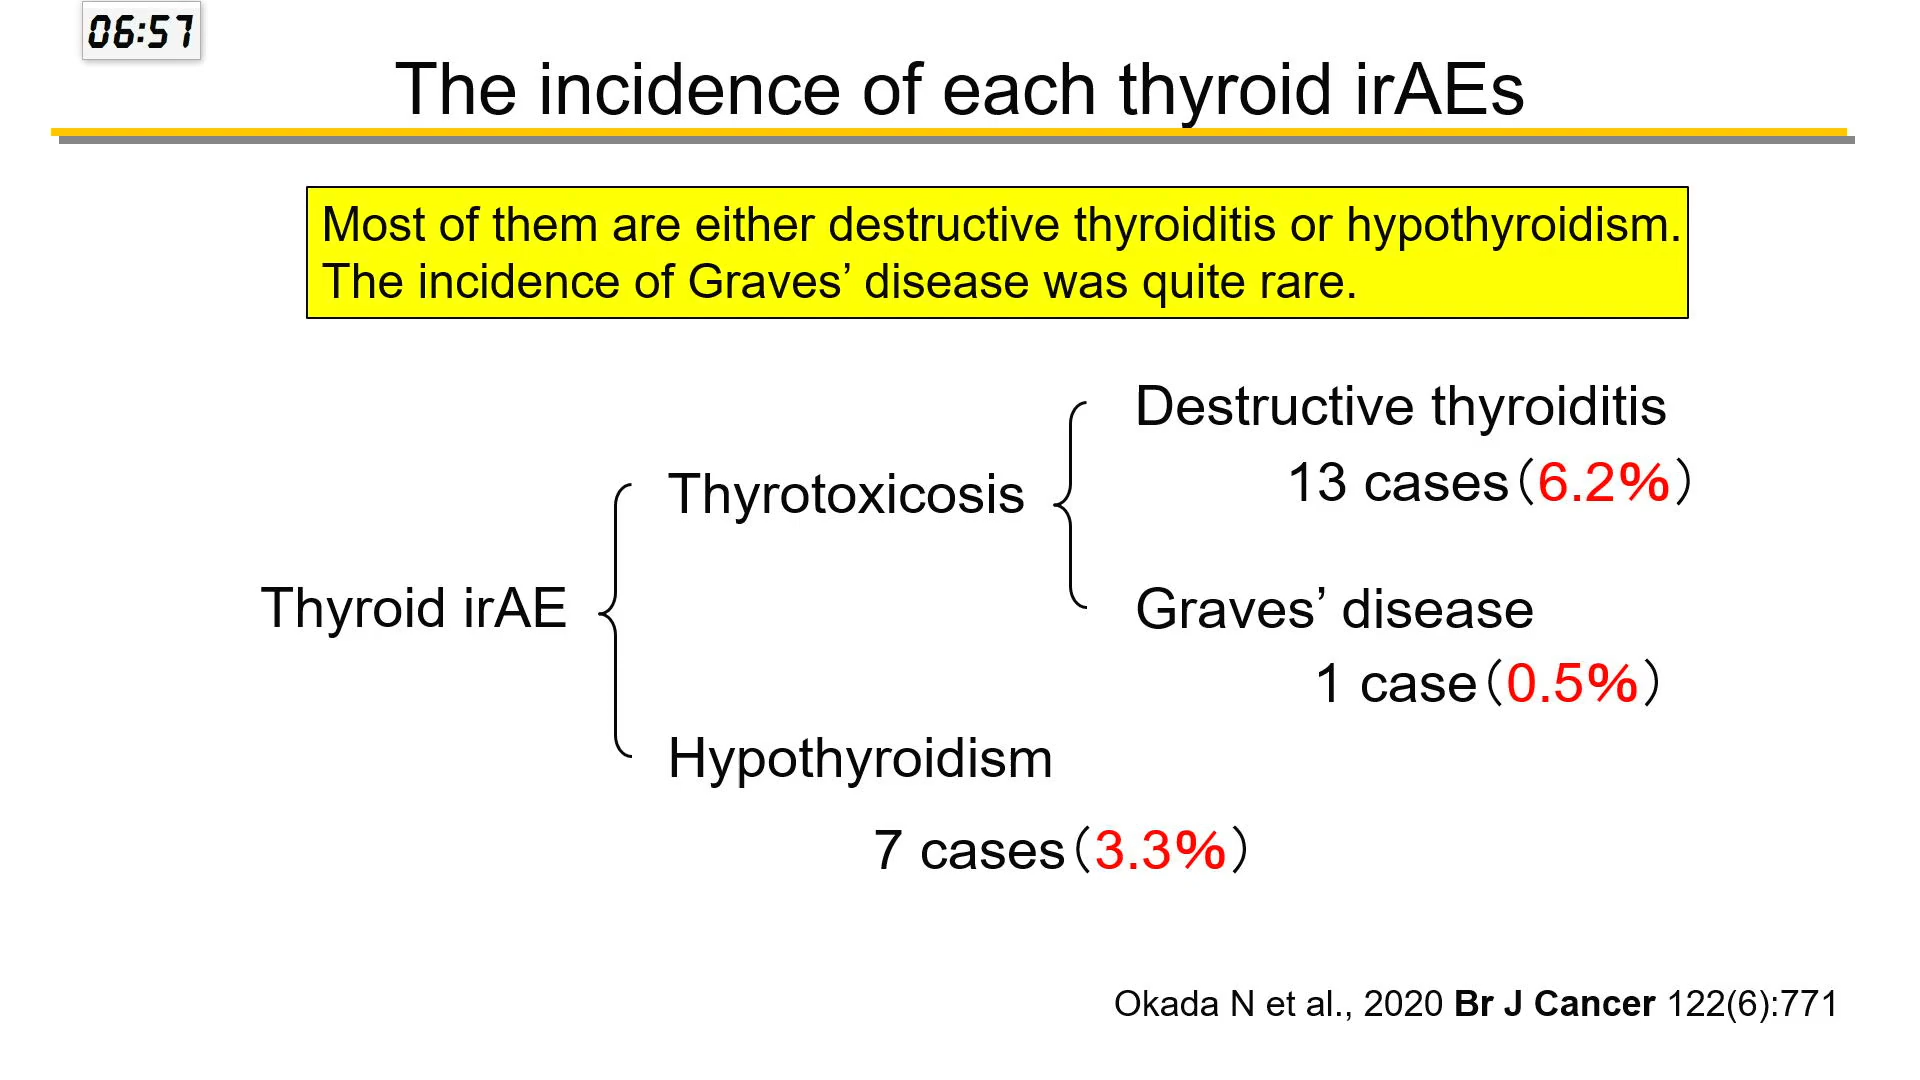 06:57
The incidence of each thyroid irAEs
Most of them are either destructive thyroiditis or hypothyroidism.
The incidence of Graves’ disease was quite rare.
Destructive thyroiditis
13 cases（6.2%）
Thyrotoxicosis
Thyroid irAE
Graves’ disease
1 case（0.5%）
Hypothyroidism
7 cases（3.3%）
Okada N et al., 2020 Br J Cancer 122(6):771